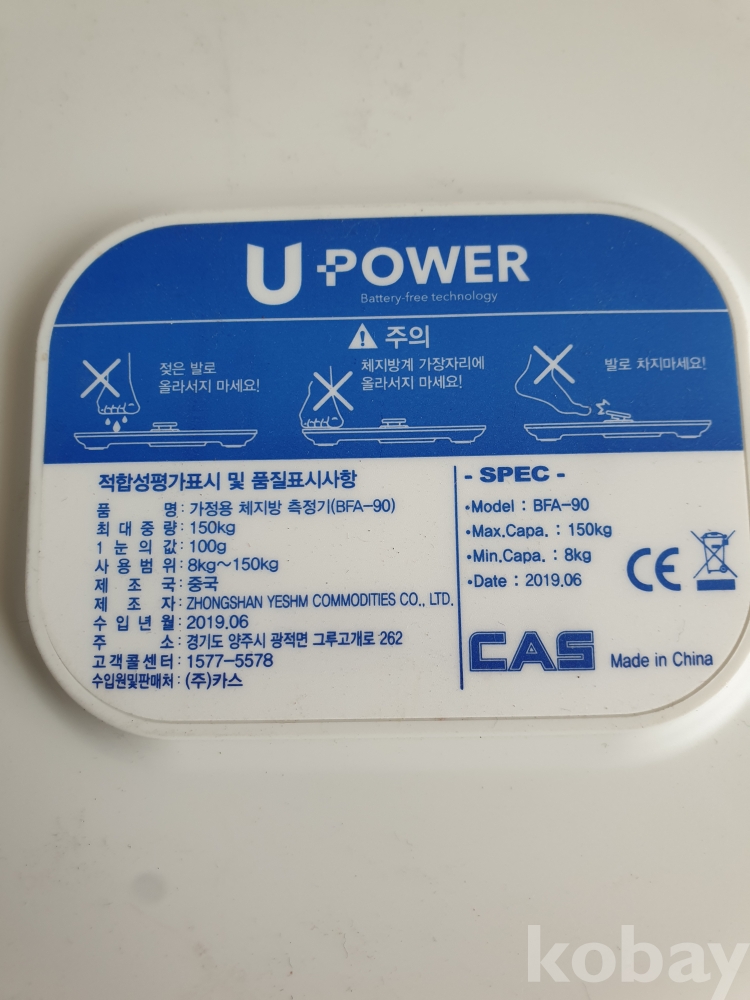 U+POWER
Battery-free technology
주의
젖은 발로
올라서지 마세요!
체지방계 가장자리에
올라서지 마세요!
발로 차지마세요!
적합성평가표시 및 품질표시사항
품 명: 가정용 체지방 측정기(BFA-90)
최 대 중 량: 150kg
1 눈 의 값: 100g
사 용 범 위: 8kg~150kg
제 조 국: 중국
제 조 자: ZHONGSHAN YESHM COMMODITIES CO., LTD.
수 입 년 월: 2019.06
주 소: 경기도 양주시 광적면 그루고개로 262
고객콜센터: 1577-5578
수입원및판매처: (주)카스
- SPEC -
•Model : BFA-90
•Max.Capa. : 150kg
•Min.Capa. : 8kg
•Date : 2019.06
CE
CAS
Made in China
kobay